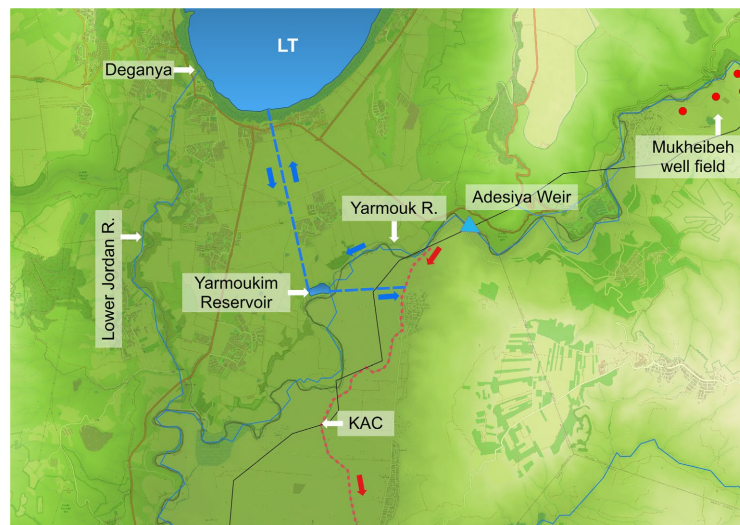 LT
Deganya
Mukheibeh
well field
Adesiya Weir
Yarmouk R.
Lower Jordan R.
Yarmoukim
Reservoir
KAC